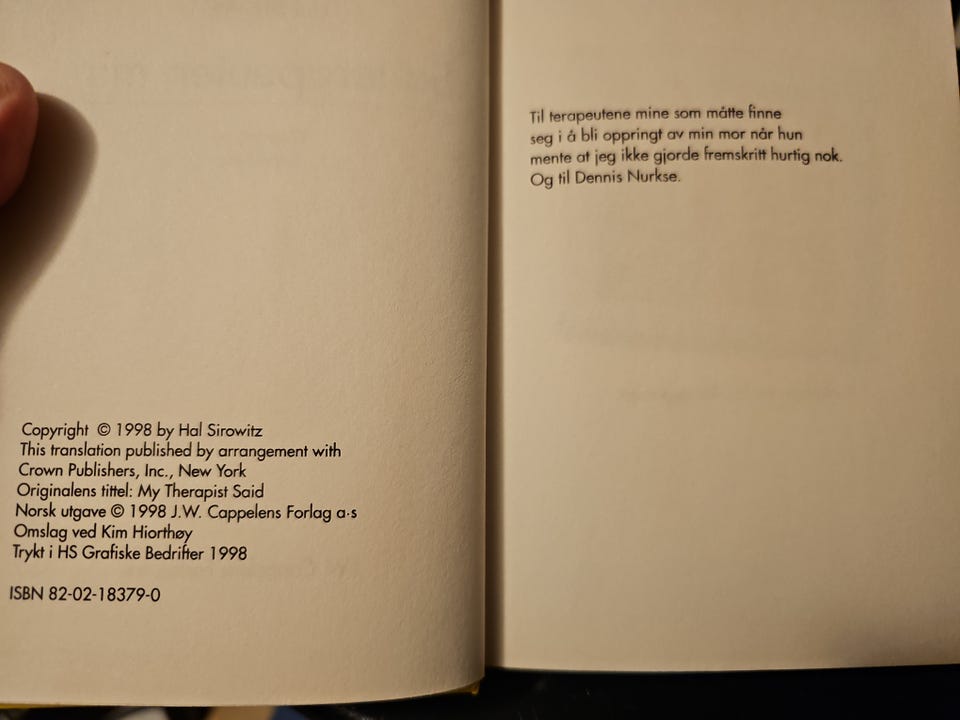 Copyright © 1998 by Hal Sirowitz
This translation published by arrangement with
Crown Publishers, Inc., New York
Originalens tittel: My Therapist Said
Norsk utgave © 1998 J.W. Cappelens Forlag a·s
Omslag ved Kim Hiorthøy
Trykt i HS Grafiske Bedrifter 1998
ISBN 82-02-18379-0
Til terapeutene mine som måtte finne
seg i å bli oppringt av min mor når hun
mente at jeg ikke gjorde fremskritt hurtig nok.
Og til Dennis Nurkse.